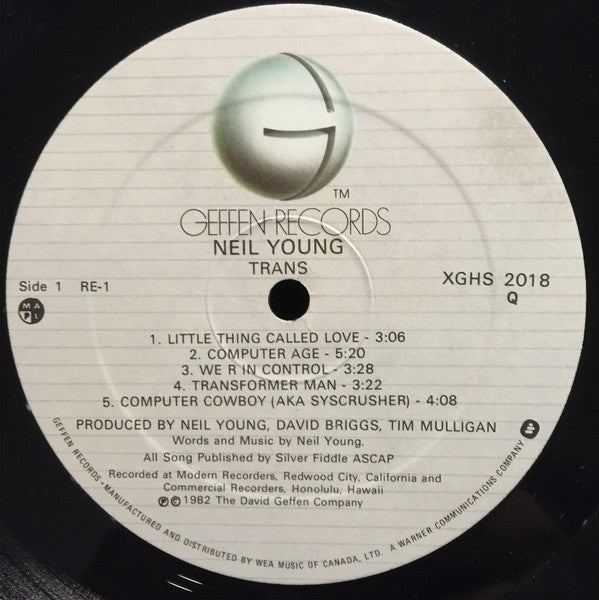 TM
GEFFEN RECORDS
NEIL YOUNG
TRANS
Side 1 RE-1
XGHS 2018
Q
MAPL
1. LITTLE THING CALLED LOVE - 3:06
2. COMPUTER AGE - 5:20
3. WE R IN CONTROL - 3:28
4. TRANSFORMER MAN - 3:22
5. COMPUTER COWBOY (AKA SYSCRUSHER) - 4:08
PRODUCED BY NEIL YOUNG, DAVID BRIGGS, TIM MULLIGAN
Words and Music by Neil Young.
All Song Published by Silver Fiddle ASCAP
Recorded at Modern Recorders, Redwood City, California and
Commercial Recorders, Honolulu, Hawaii
℗ © 1982 The David Geffen Company
GEFFEN RECORDS • MANUFACTURED AND DISTRIBUTED BY WEA MUSIC OF CANADA, LTD. A WARNER COMMUNICATIONS COMPANY